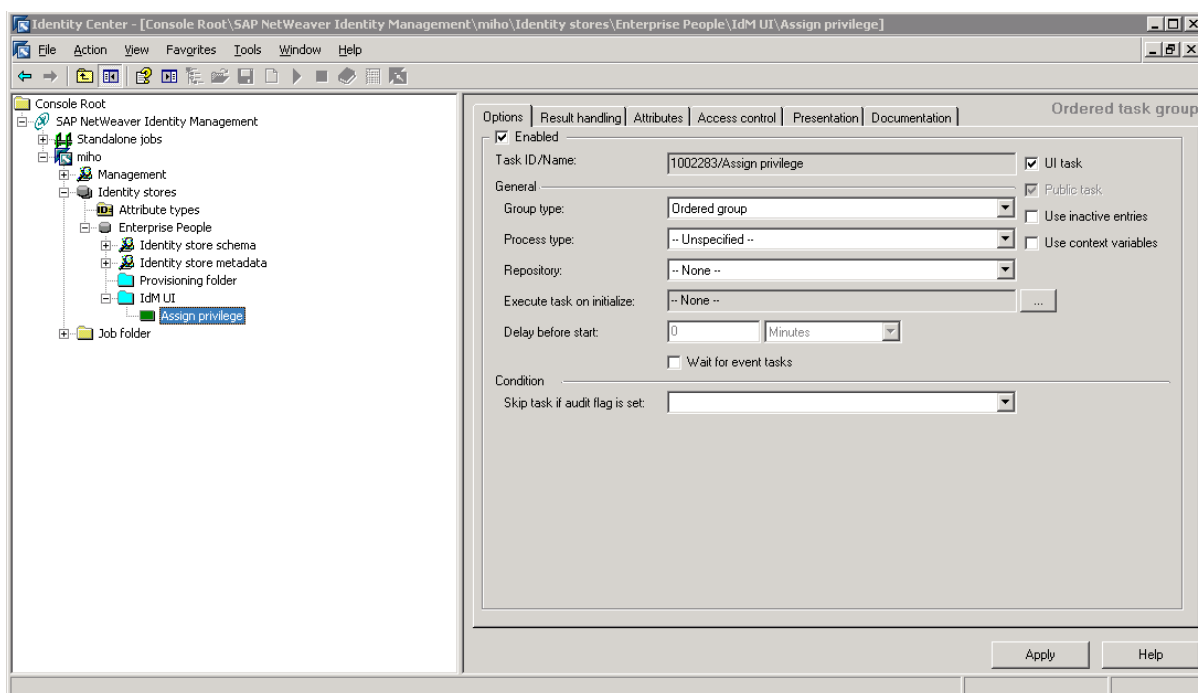 Identity Center - [Console Root\SAP NetWeaver Identity Management\miho\Identity stores\Enterprise People\IdM UI\Assign privilege]
File Action View Favorites Tools Window Help
Console Root
SAP NetWeaver Identity Management
Standalone jobs
miho
Management
Identity stores
Attribute types
Enterprise People
Identity store schema
Identity store metadata
Provisioning folder
IdM UI
Assign privilege
Job folder
Ordered task group
Options Result handling Attributes Access control Presentation Documentation
Enabled
Task ID/Name: 1002283/Assign privilege UI task
General Public task
Group type: Ordered group Use inactive entries
Process type: -- Unspecified -- Use context variables
Repository: -- None --
Execute task on initialize: -- None -- ...
Delay before start: 0 Minutes
Wait for event tasks
Condition
Skip task if audit flag is set:
Apply Help